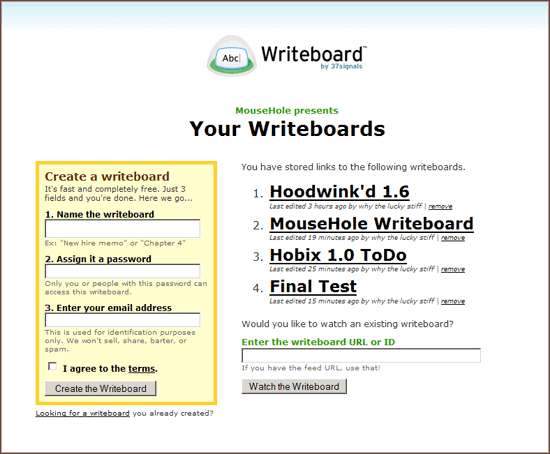 Abc
Writeboard™
by 37signals
MouseHole presents
Your Writeboards
Create a writeboard
It's fast and completely free. Just 3
fields and you're done. Here we go...
1. Name the writeboard
Ex: "New hire memo" or "Chapter 4"
2. Assign it a password
Only you or people with this password can
access this writeboard.
3. Enter your email address
This is used for identification purposes
only. We won't sell, share, barter, or
spam.
I agree to the terms.
Create the Writeboard
Looking for a writeboard you already created?
You have stored links to the following writeboards.
1. Hoodwink'd 1.6
Last edited 3 hours ago by why the lucky stiff | remove
2. MouseHole Writeboard
Last edited 19 minutes ago by why the lucky stiff | remove
3. Hobix 1.0 ToDo
Last edited 25 minutes ago by why the lucky stiff | remove
4. Final Test
Last edited 15 minutes ago by why the lucky stiff | remove
Would you like to watch an existing writeboard?
Enter the writeboard URL or ID
If you have the feed URL, use that!
Watch the Writeboard